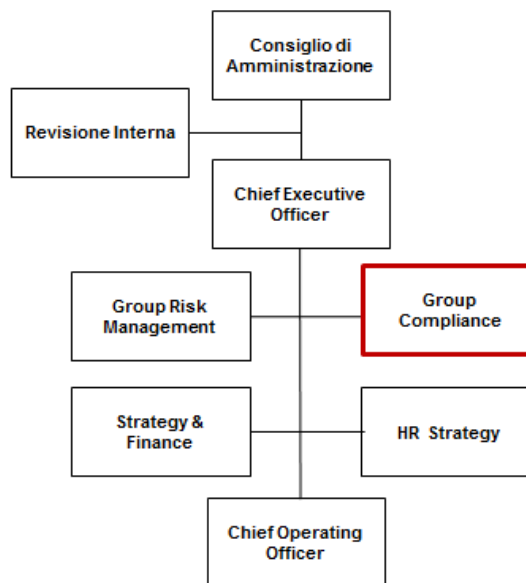 Consiglio di
Amministrazione
Revisione Interna
Chief Executive
Officer
Group Risk
Management
Group
Compliance
Strategy &
Finance
HR Strategy
Chief Operating
Officer